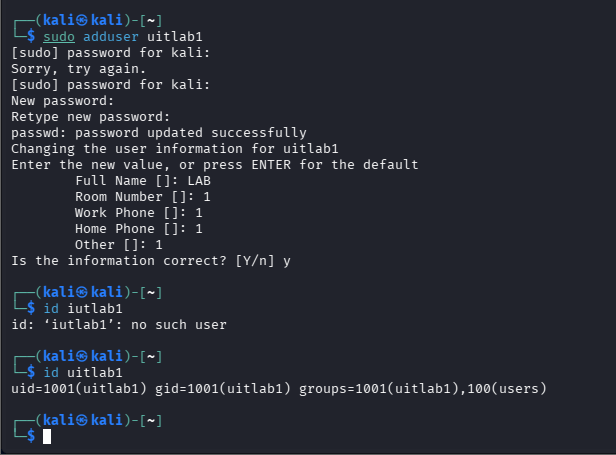 ┌──(kali㉿kali)-[~]
└─$ sudo adduser uitlab1
[sudo] password for kali:
Sorry, try again.
[sudo] password for kali:
New password:
Retype new password:
passwd: password updated successfully
Changing the user information for uitlab1
Enter the new value, or press ENTER for the default
        Full Name []: LAB
        Room Number []: 1
        Work Phone []: 1
        Home Phone []: 1
        Other []: 1
Is the information correct? [Y/n] y
┌──(kali㉿kali)-[~]
└─$ id iutlab1
id: ‘iutlab1’: no such user
┌──(kali㉿kali)-[~]
└─$ id uitlab1
uid=1001(uitlab1) gid=1001(uitlab1) groups=1001(uitlab1),100(users)
┌──(kali㉿kali)-[~]
└─$